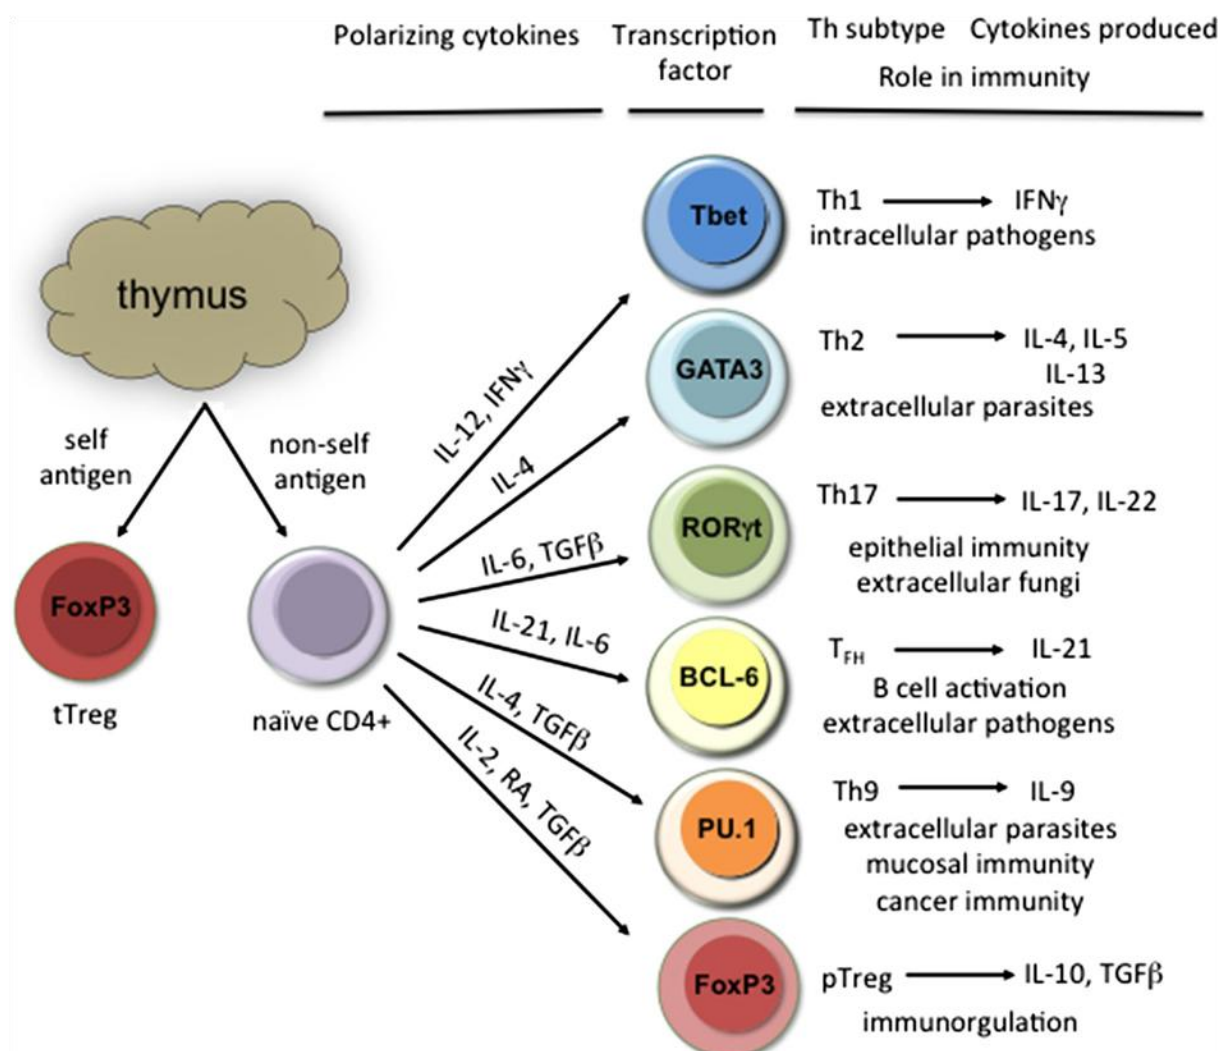 Polarizing cytokines
Transcription
factor
Th subtype Cytokines produced
Role in immunity
thymus
self
antigen
non-self
antigen
FoxP3
tTreg
naïve CD4+
IL-12, IFNγ
IL-4
IL-6, TGFβ
IL-21, IL-6
IL-4, TGFβ
IL-2, RA, TGFβ
Tbet
Th1 IFNγ
intracellular pathogens
GATA3
Th2 IL-4, IL-5
IL-13
extracellular parasites
RORγt
Th17 IL-17, IL-22
epithelial immunity
extracellular fungi
BCL-6
TFH IL-21
B cell activation
extracellular pathogens
PU.1
Th9 IL-9
extracellular parasites
mucosal immunity
cancer immunity
FoxP3
pTreg IL-10, TGFβ
immunorgulation